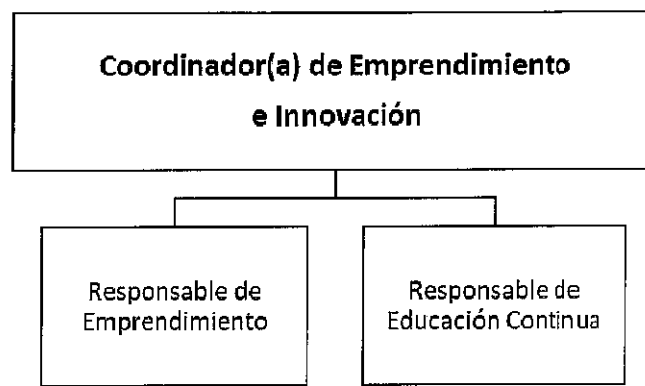 Coordinador(a) de Emprendimiento
e Innovación
Responsable de
Emprendimiento
Responsable de
Educación Continua